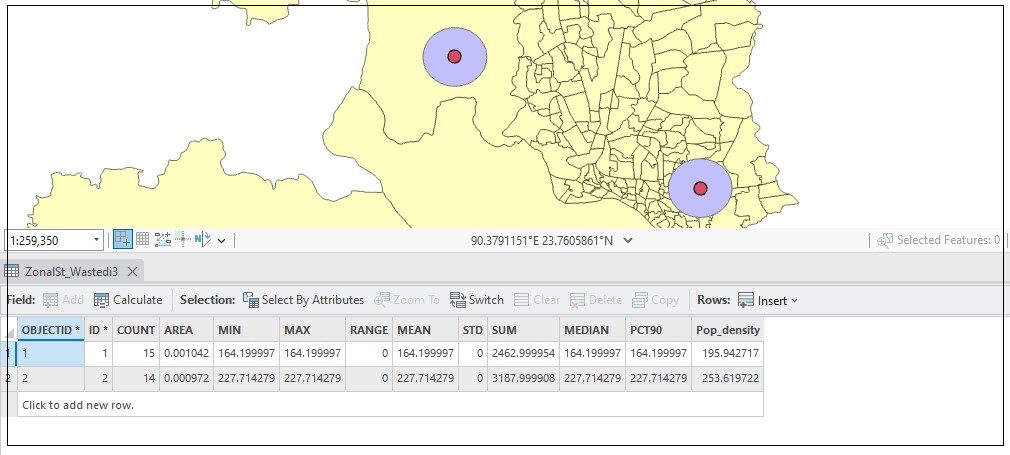 1:259,350
90.3791151°E 23.7605861°N
Selected Features: 0
ZonalSt_Wastedi3
Field: Add Calculate Selection: Select By Attributes Zoom To Switch Clear Delete Copy Rows: Insert
OBJECTID * ID * COUNT AREA MIN MAX RANGE MEAN STD SUM MEDIAN PCT90 Pop_density
1 1 1 15 0.001042 164.199997 164.199997 0 164.199997 0 2462.999954 164.199997 164.199997 195.942717
2 2 2 14 0.000972 227.714279 227.714279 0 227.714279 0 3187.999908 227.714279 227.714279 253.619722
Click to add new row.